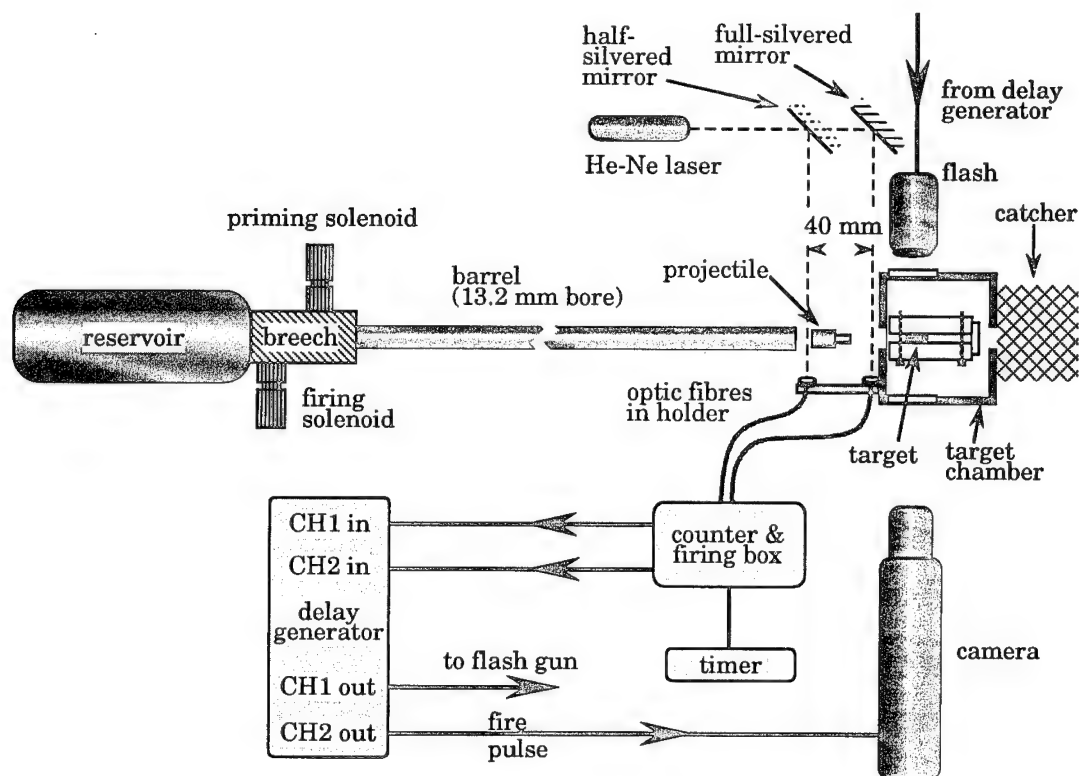 half-
silvered
mirror
full-silvered
mirror
from delay
generator
He-Ne laser
flash
priming solenoid
40 mm
catcher
barrel
(13.2 mm bore)
projectile
reservoir
breech
firing
solenoid
optic fibres
in holder
target
target
chamber
CH1 in
CH2 in
delay
generator
CH1 out
CH2 out
counter &
firing box
timer
to flash gun
fire
pulse
camera